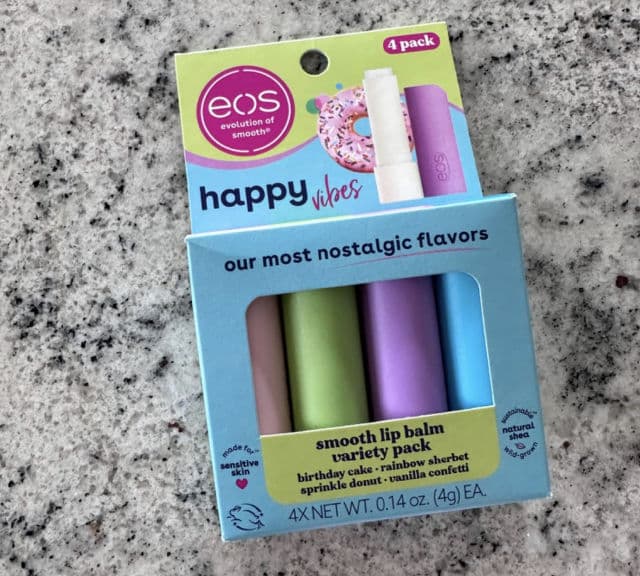 4 pack
eos
evolution of
smooth®
eos
happy vibes
our most nostalgic flavors
smooth lip balm
variety pack
birthday cake · rainbow sherbet
sprinkle donut · vanilla confetti
made for™
sensitive
skin
sustainable
natural
shea
wild-grown
4X NET WT. 0.14 oz. (4g) EA.